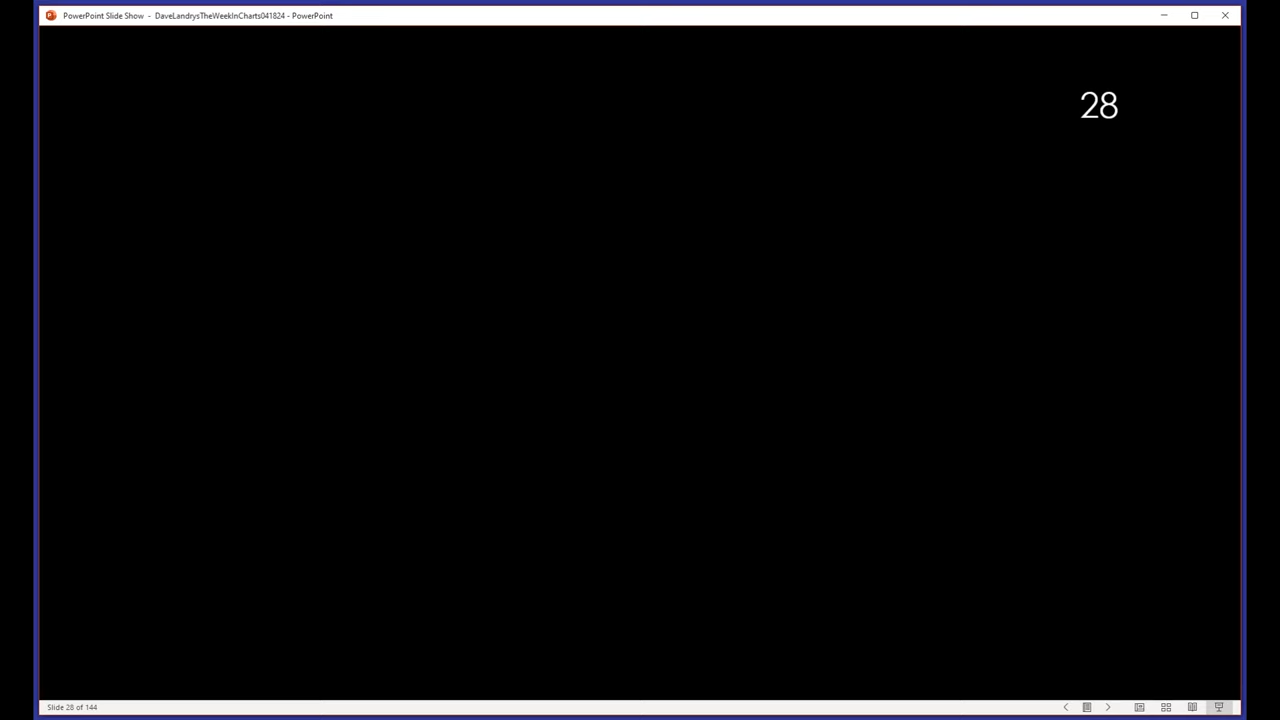 PowerPoint Slide Show - DaveLandrysTheWeekInCharts041824 - PowerPoint
28
Slide 28 of 144